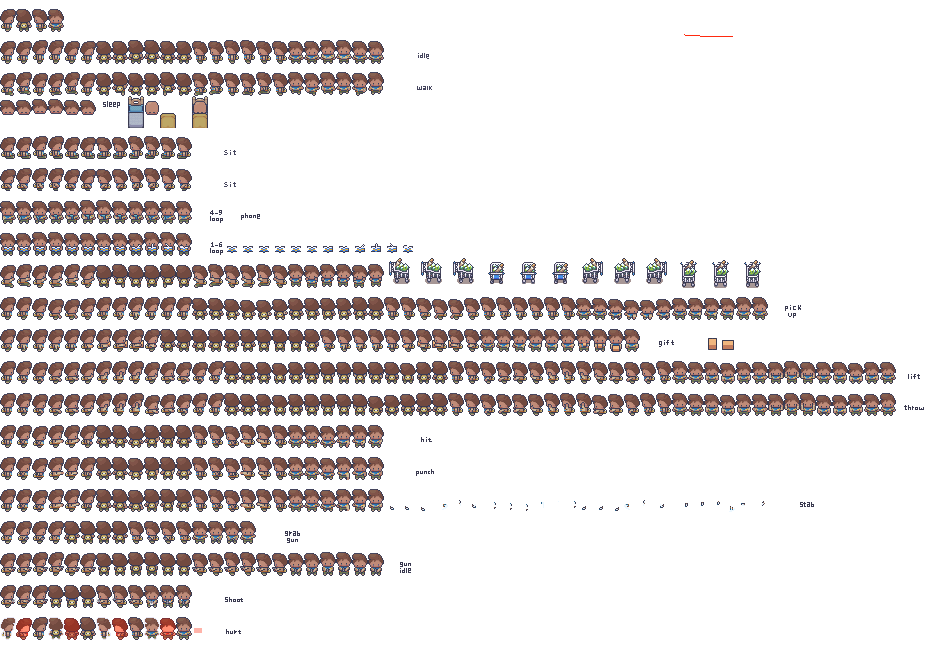 idle
walk
sleep
Sit
Sit
4-9
loop
phone
1-6
loop
pick
up
gift
lift
throw
hit
punch
stab
grab
gun
gun
idle
Shoot
hurt